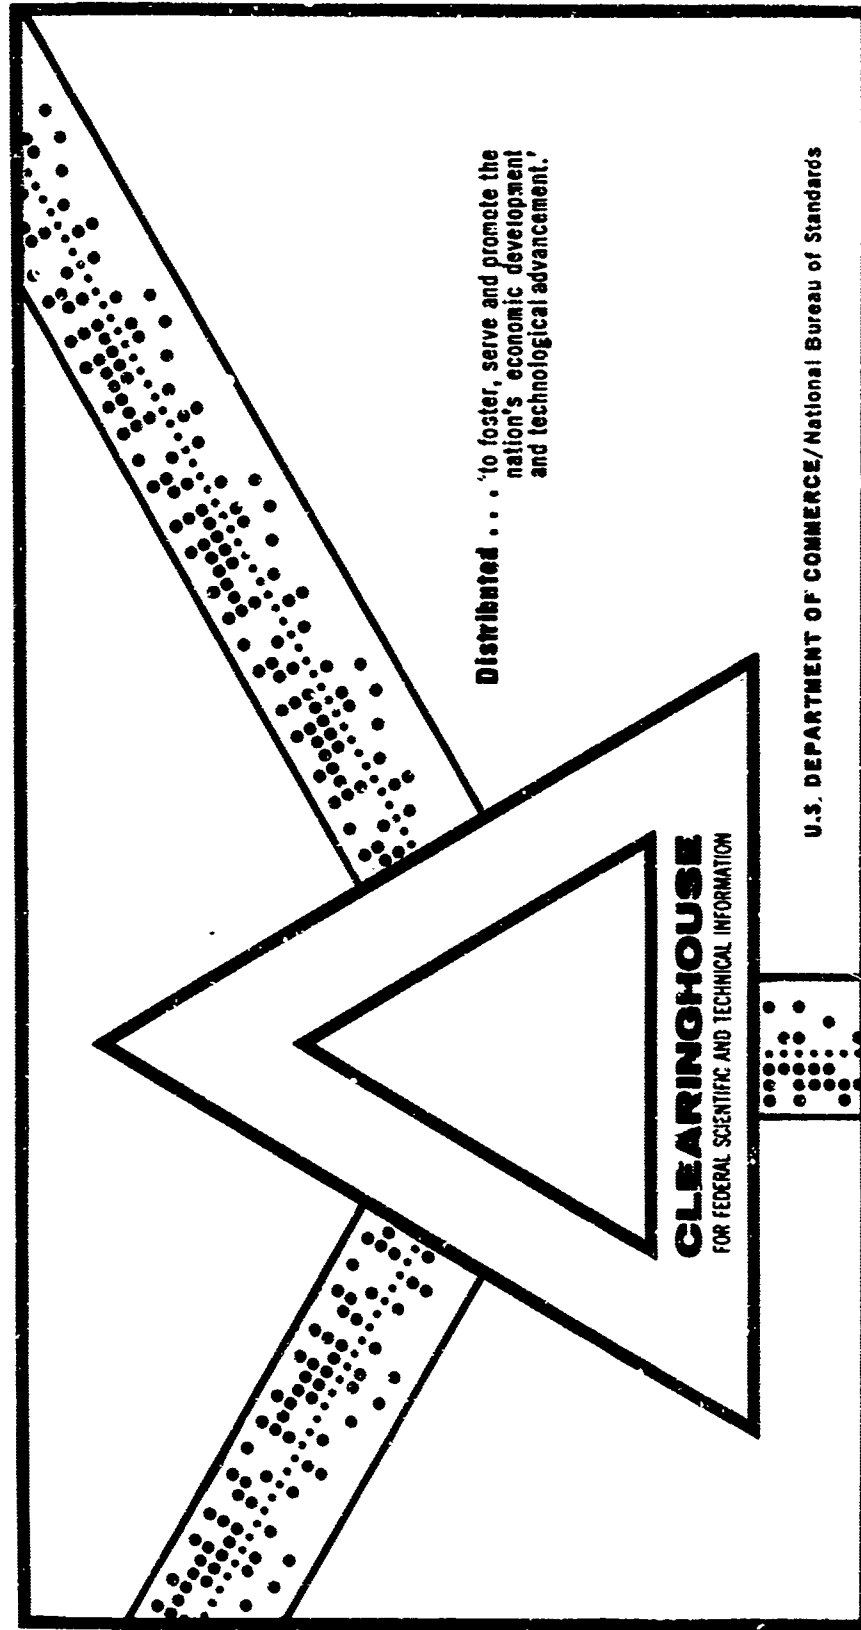 Distributed . . . 'to foster, serve and promote the
nation's economic development
and technological advancement.'
CLEARINGHOUSE
FOR FEDERAL SCIENTIFIC AND TECHNICAL INFORMATION
U.S. DEPARTMENT OF COMMERCE/National Bureau of Standards